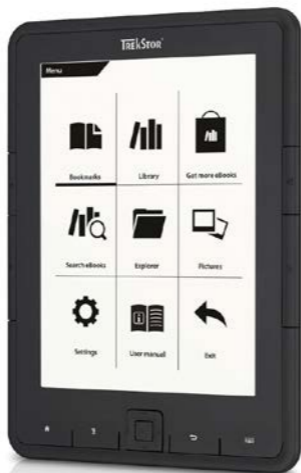 TREKSTOR
Menu
Bookmarks
Library
Get more eBooks
Search eBooks
Explorer
Pictures
Settings
User manual
Exit